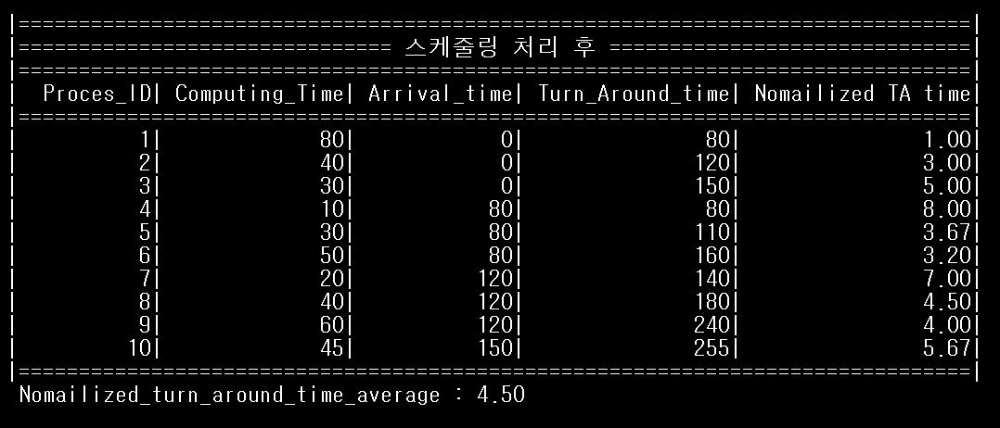 |===============================================================================|
|=============================== 스케줄링 처리 후 ==============================|
|===============================================================================|
|  Proces_ID| Computing_Time| Arrival_time| Turn_Around_time| Nomailized TA time|
|===============================================================================|
|          1|             80|            0|               80|               1.00|
|          2|             40|            0|              120|               3.00|
|          3|             30|            0|              150|               5.00|
|          4|             10|           80|               80|               8.00|
|          5|             30|           80|              110|               3.67|
|          6|             50|           80|              160|               3.20|
|          7|             20|          120|              140|               7.00|
|          8|             40|          120|              180|               4.50|
|          9|             60|          120|              240|               4.00|
|         10|             45|          150|              255|               5.67|
|===============================================================================|
Nomailized_turn_around_time_average : 4.50